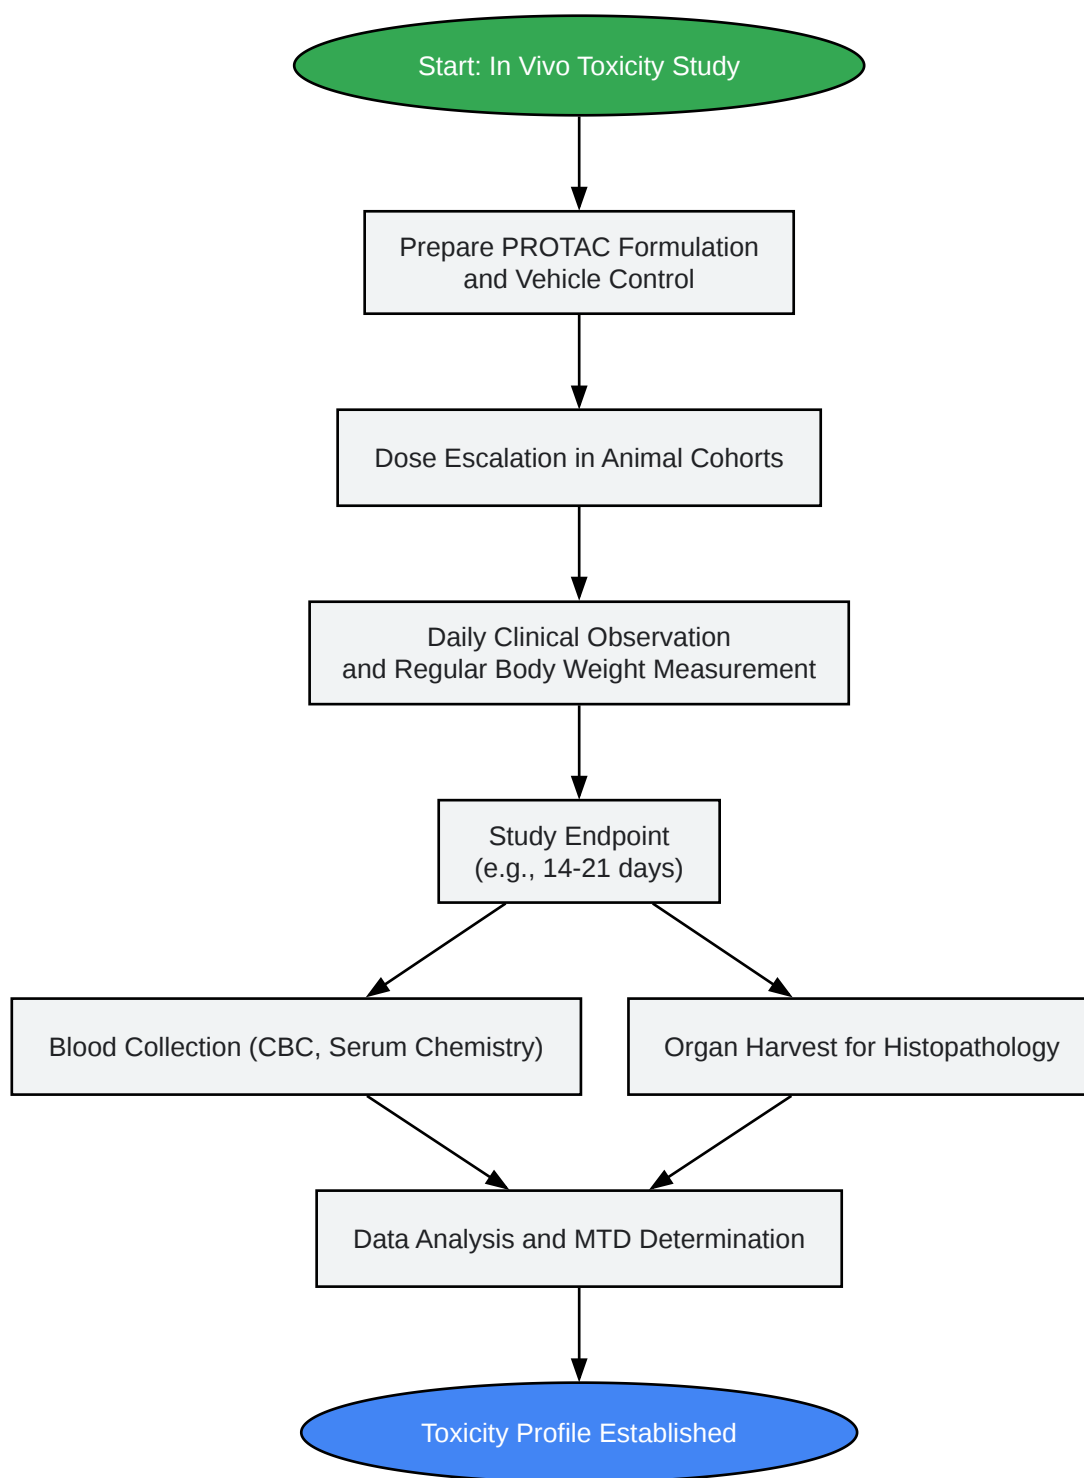 Start: In Vivo Toxicity Study
Prepare PROTAC Formulation
and Vehicle Control
Dose Escalation in Animal Cohorts
Daily Clinical Observation
and Regular Body Weight Measurement
Study Endpoint
(e.g., 14-21 days)
Blood Collection (CBC, Serum Chemistry)
Organ Harvest for Histopathology
Data Analysis and MTD Determination
Toxicity Profile Established